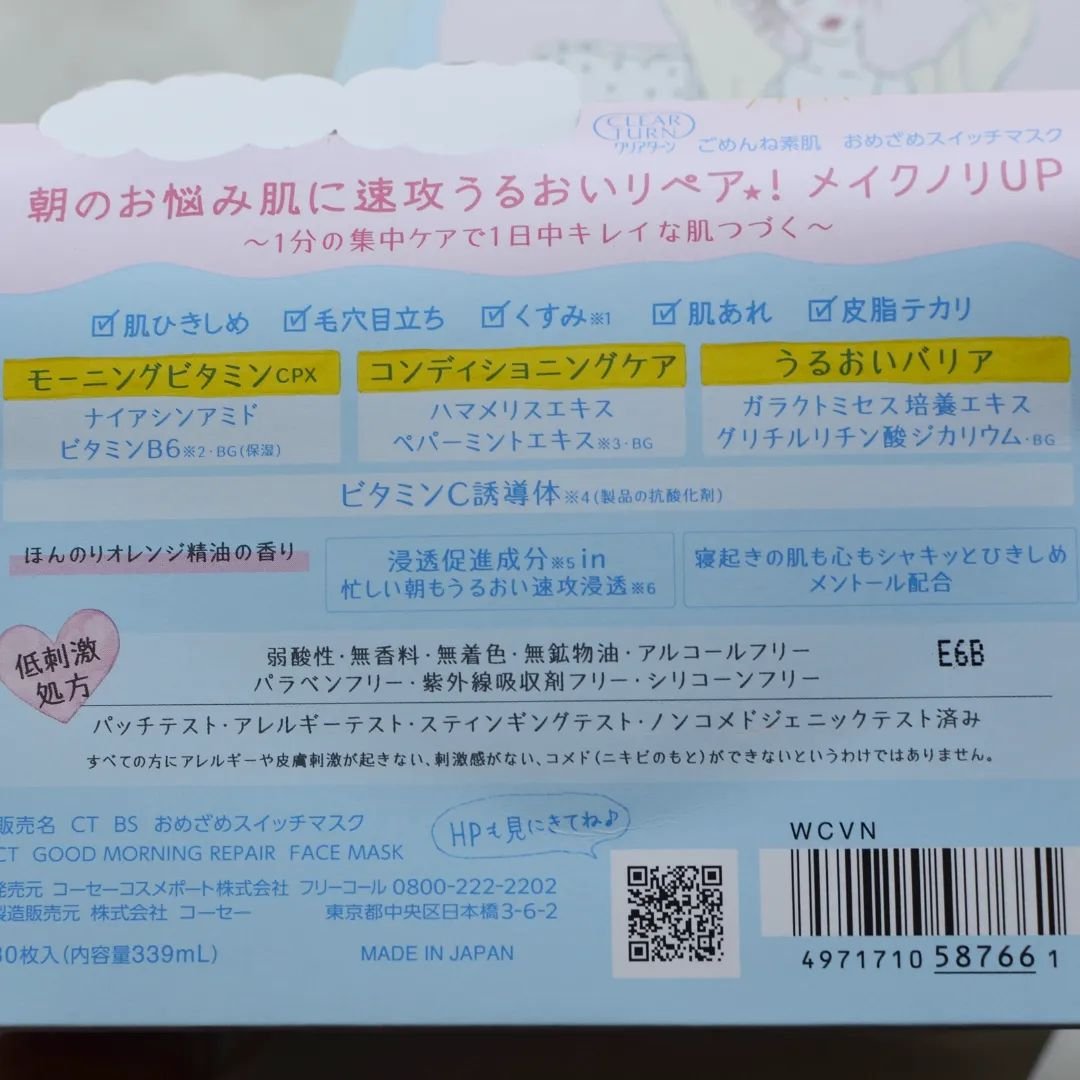 CLEAR TURN
クリアターン ごめんね素肌 おめざめスイッチマスク
朝のお悩み肌に速攻うるおいリペア★! メイクノリUP
～1分の集中ケアで1日中キレイな肌つづく～
☑肌ひきしめ ☑毛穴目立ち ☑くすみ※1 ☑肌あれ ☑皮脂テカリ
モーニングビタミンCPX コンディショニングケア うるおいバリア
ナイアシンアミド ハマメリスエキス ガラクトミセス培養エキス
ビタミンB6※2・BG(保湿) ペパーミントエキス※3・BG グリチルリチン酸ジカリウム・BG
ビタミンC誘導体※4(製品の抗酸化剤)
ほんのりオレンジ精油の香り
浸透促進成分※5 in
忙しい朝もうるおい速攻浸透※6
寝起きの肌も心もシャキッとひきしめ
メントール配合
低刺激
処方
弱酸性・無香料・無着色・無鉱物油・アルコールフリー
パラベンフリー・紫外線吸収剤フリー・シリコーンフリー
E6B
パッチテスト・アレルギーテスト・スティンギングテスト・ノンコメドジェニックテスト済み
すべての方にアレルギーや皮膚刺激が起きない、刺激感がない、コメド(ニキビのもと)ができないというわけではありません。
販売名 CT BS おめざめスイッチマスク
CT GOOD MORNING REPAIR FACE MASK
発売元 コーセーコスメポート株式会社 フリーコール 0800-222-2202
製造販売元 株式会社 コーセー 東京都中央区日本橋3-6-2
30枚入(内容量339mL) MADE IN JAPAN
HPも見にきてね♪
WCVN
4971710 587661